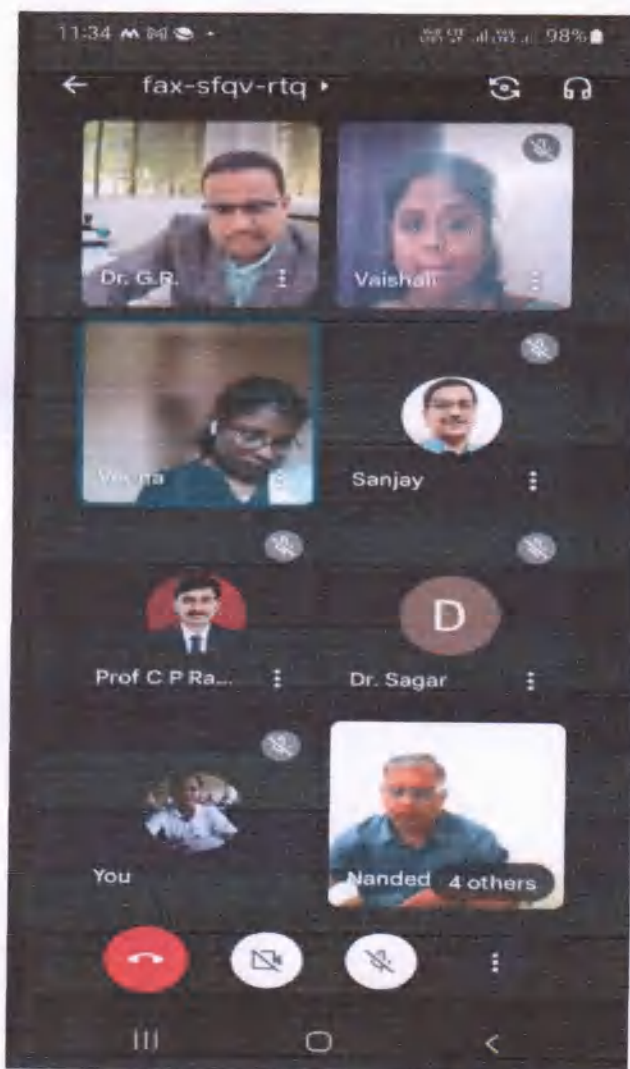 11:34 98%
fax-sfqv-rtq
Dr. G.R. Vaishali
Sanjay
Prof C P Ra... D
Dr. Sagar
You Nanded 4 others